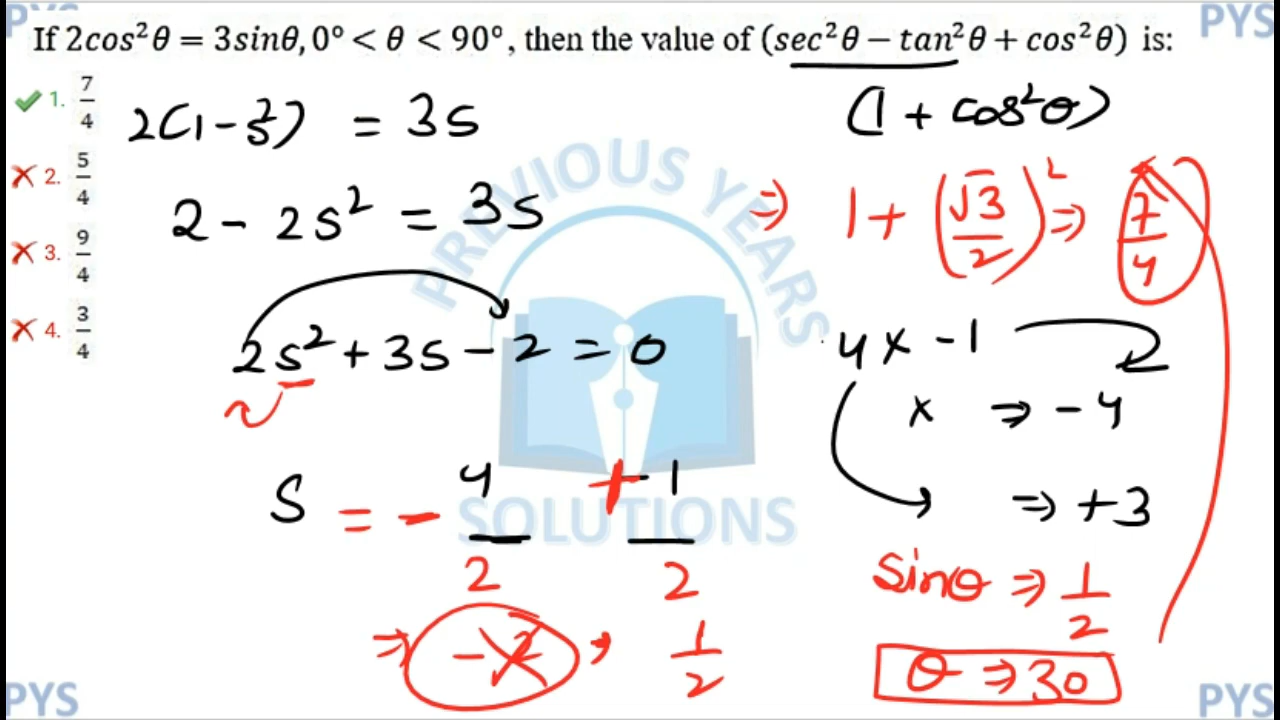 PYS
PYS
If 2cos²θ = 3sinθ, 0° < θ < 90°, then the value of (sec²θ − tan²θ + cos²θ) is:
1. 7/4
2. 5/4
3. 9/4
4. 3/4
2(1 - s²) = 3s
2 - 2s² = 3s
2s² + 3s - 2 = 0
S = - 4/2 + 1/2
⇒ -2, 1/2
(1 + cos²θ)
⇒ 1 + (√3/2)² ⇒ 7/4
4 x -1
x ⇒ -4
⇒ +3
sinθ ⇒ 1/2
θ ⇒ 30
PREVIOUS YEARS
SOLUTIONS
PYS
PYS